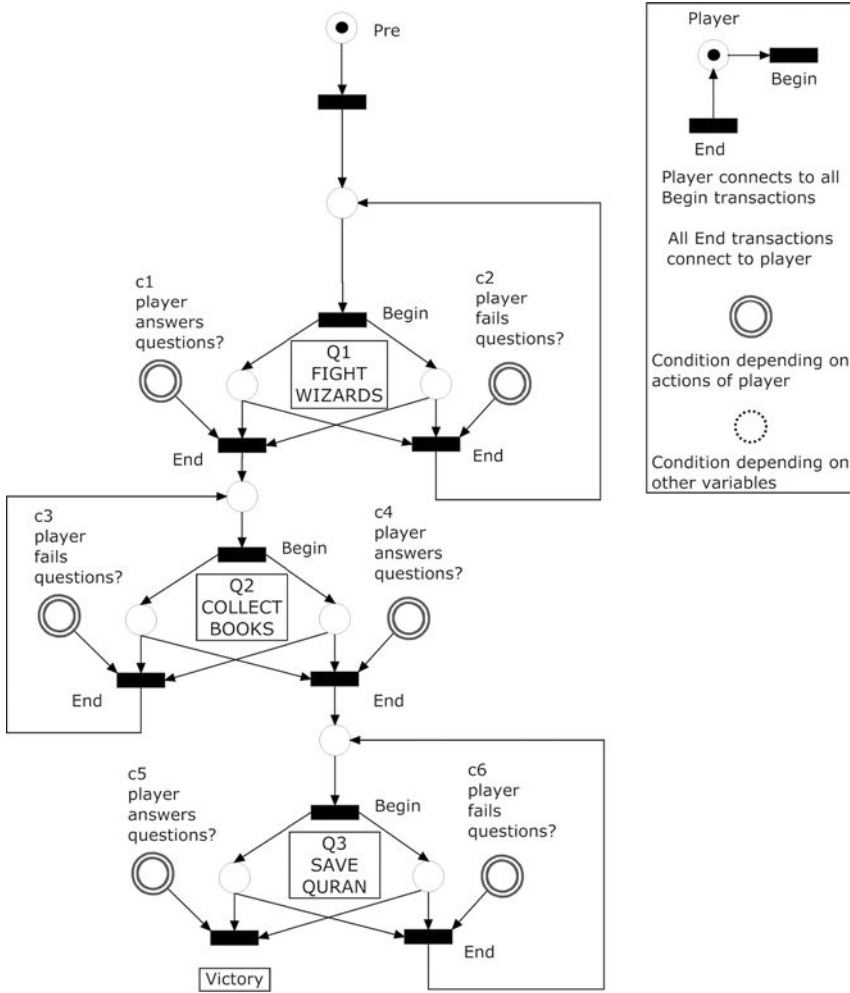 Pre
Player
Begin
End
Player connects to all
Begin transactions
All End transactions
connect to player
Condition depending on
actions of player
Condition depending on
other variables
c1
player
answers
questions?
c2
player
fails
questions?
Begin
Q1
FIGHT
WIZARDS
End
End
c3
player
fails
questions?
c4
player
answers
questions?
Begin
Q2
COLLECT
BOOKS
End
End
c5
player
answers
questions?
c6
player
fails
questions?
Begin
Q3
SAVE
QURAN
End
Victory